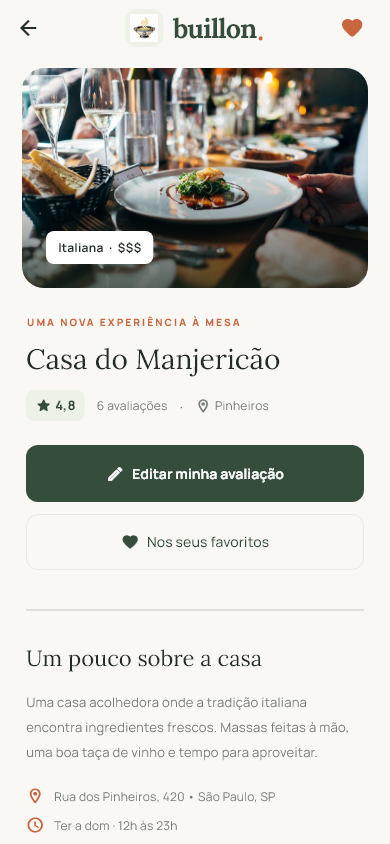 buillon.
Italiana · $$$
UMA NOVA EXPERIÊNCIA À MESA
Casa do Manjericão
4,8 6 avaliações · Pinheiros
Editar minha avaliação
Nos seus favoritos
Um pouco sobre a casa
Uma casa acolhedora onde a tradição italiana
encontra ingredientes frescos. Massas feitas à mão,
uma boa taça de vinho e tempo para aproveitar.
Rua dos Pinheiros, 420 • São Paulo, SP
Ter a dom · 12h às 23h